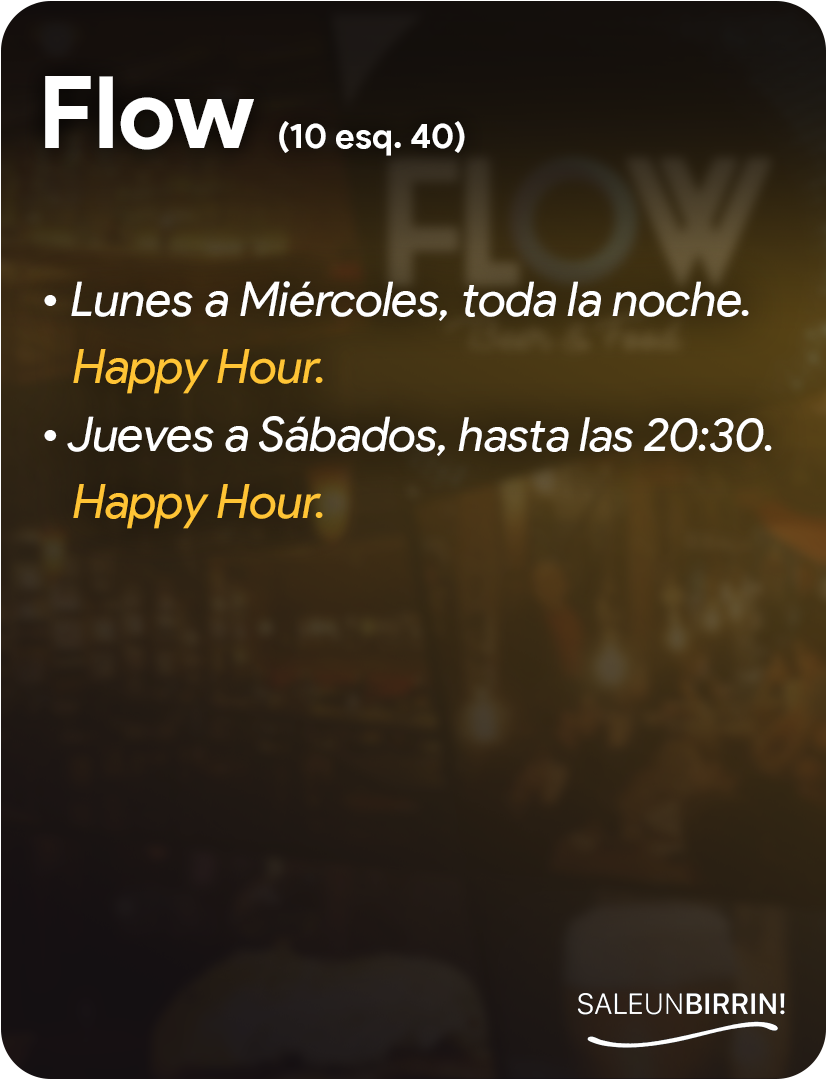 Flow (10 esq. 40)
FLOW
• Lunes a Miércoles, toda la noche.
Happy Hour.
• Jueves a Sábados, hasta las 20:30.
Happy Hour.
SALEUNBIRRIN!